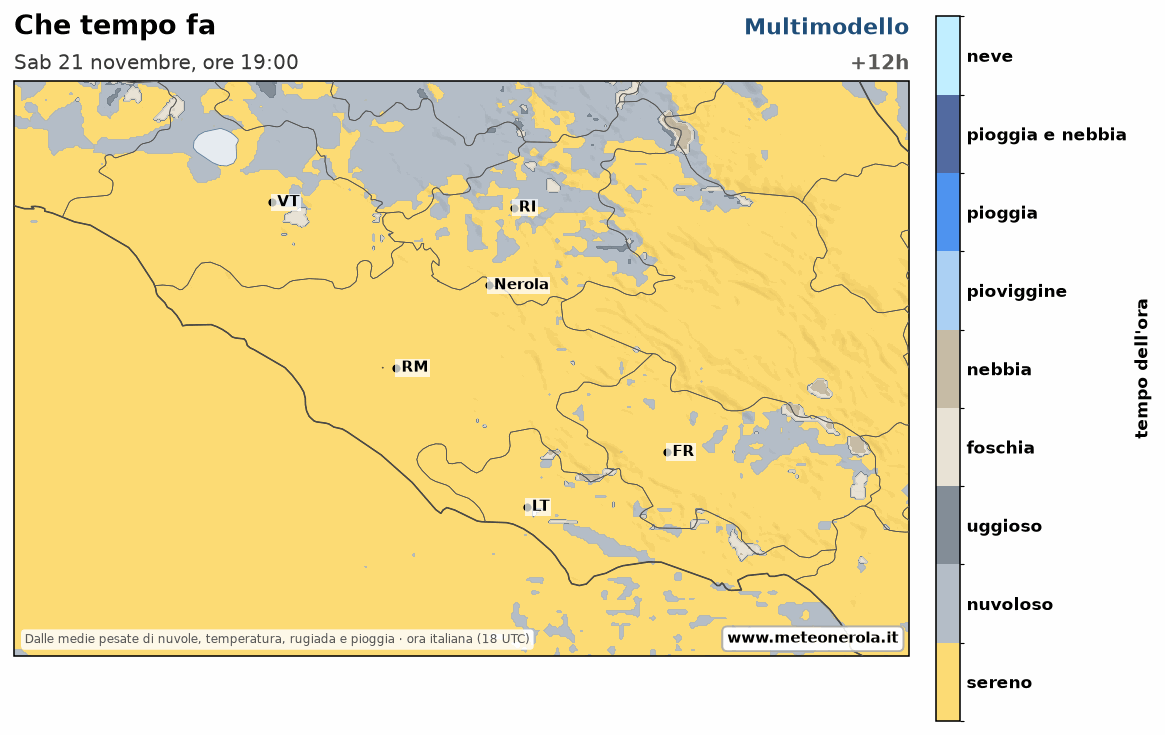 Che tempo fa
Multimodello
Sab 21 novembre, ore 19:00
+12h
VT
RI
Nerola
RM
FR
LT
Dalle medie pesate di nuvole, temperatura, rugiada e pioggia · ora italiana (18 UTC)
www.meteonerola.it
neve
pioggia e nebbia
pioggia
pioviggine
nebbia
foschia
uggioso
nuvoloso
sereno
tempo dell'ora